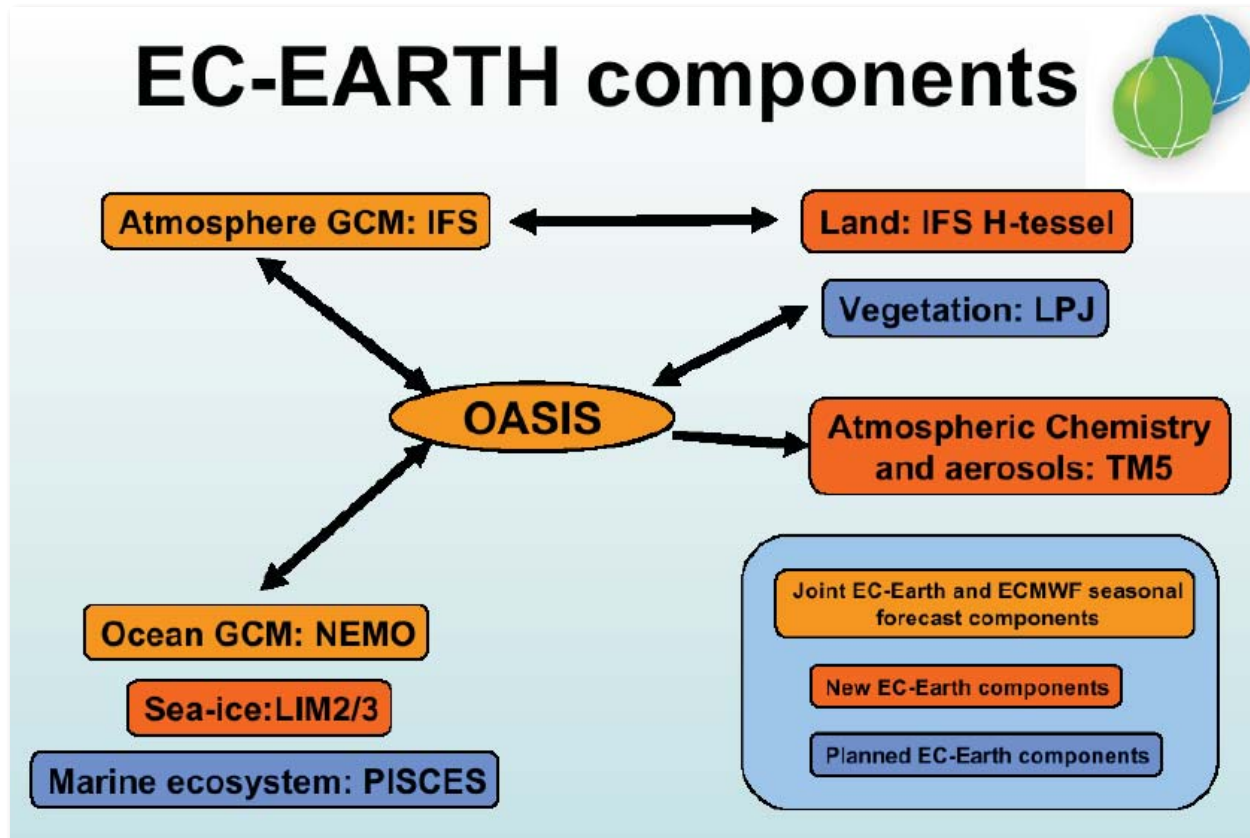 EC-EARTH components
Atmosphere GCM: IFS
Land: IFS H-tessel
Vegetation: LPJ
OASIS
Atmospheric Chemistry
and aerosols: TM5
Ocean GCM: NEMO
Sea-ice:LIM2/3
Marine ecosystem: PISCES
Joint EC-Earth and ECMWF seasonal
forecast components
New EC-Earth components
Planned EC-Earth components